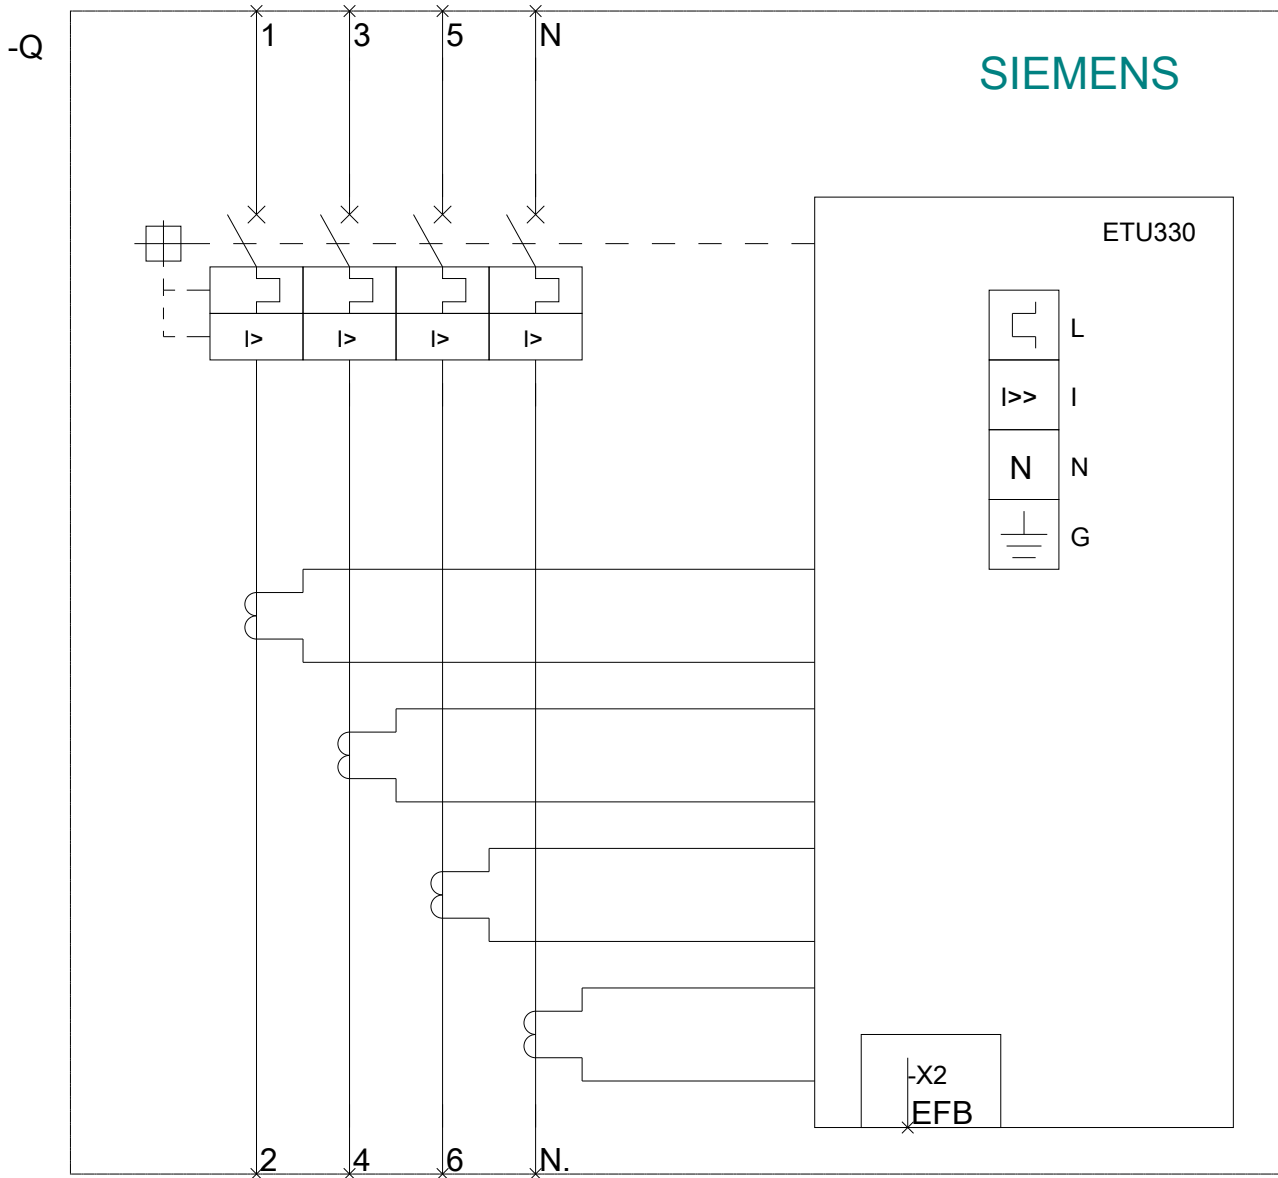 1 3 5 N
-Q
SIEMENS
ETU330
L
I> I> I> I>
I>> I
N N
G
-X2
EFB
2 4 6 N.